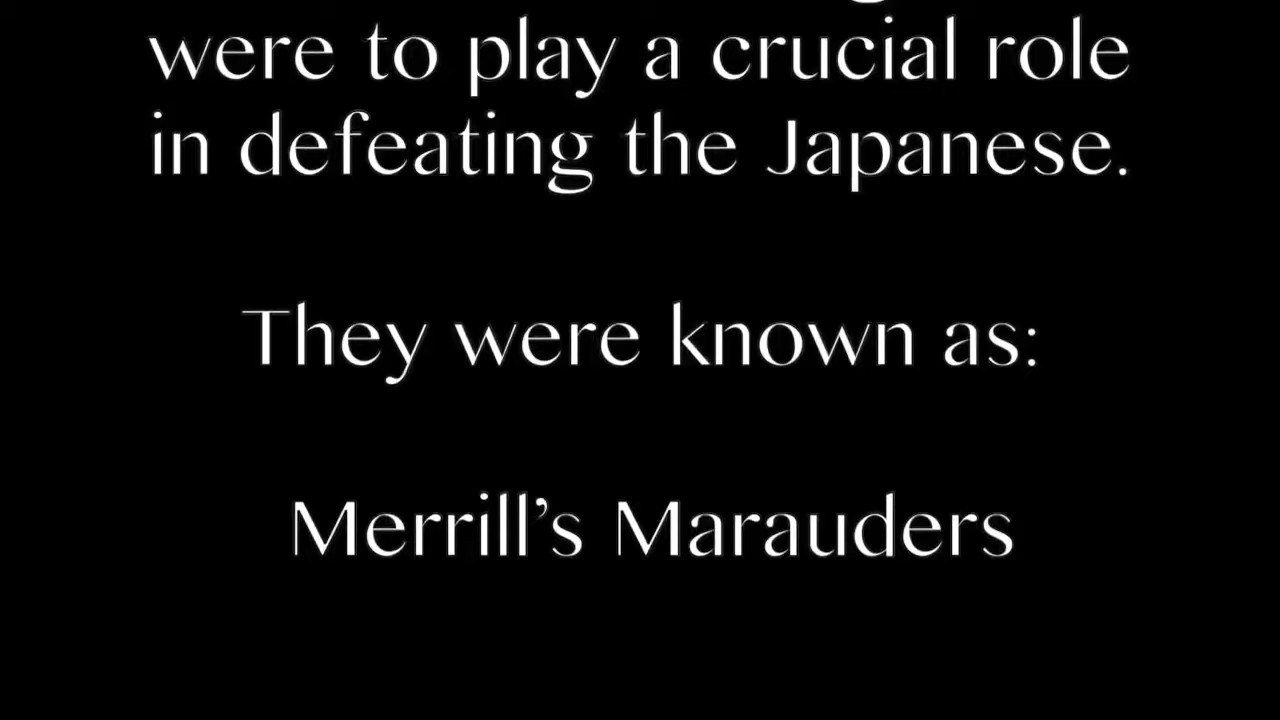 were to play a crucial role
in defeating the Japanese.
They were known as:
Merrill’s Marauders